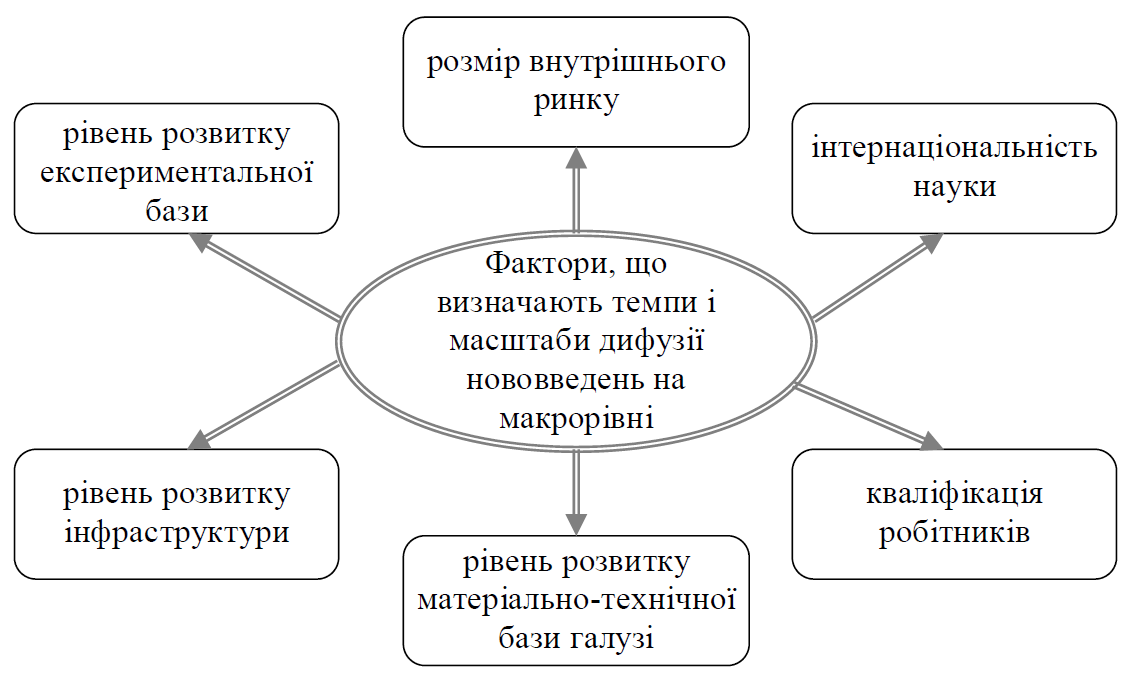 розмір внутрішнього
ринку
рівень розвитку
експериментальної
бази
інтернаціональність
науки
Фактори, що
визначають темпи і
масштаби дифузії
нововведень на
макрорівні
рівень розвитку
інфраструктури
кваліфікація
робітників
рівень розвитку
матеріально-технічної
бази галузі